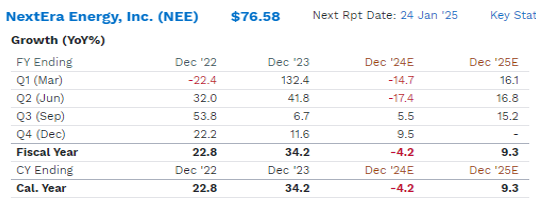 NextEra Energy, Inc. (NEE) $76.58 Next Rpt Date: 24 Jan '25 Key Stat
Growth (YoY%)
FY Ending Dec '22 Dec '23 Dec '24E Dec '25E
Q1 (Mar) -22.4 132.4 -14.7 16.1
Q2 (Jun) 32.0 41.8 -17.4 16.8
Q3 (Sep) 53.8 6.7 5.5 15.2
Q4 (Dec) 22.2 11.6 9.5 -
Fiscal Year 22.8 34.2 -4.2 9.3
CY Ending Dec '22 Dec '23 Dec '24E Dec '25E
Cal. Year 22.8 34.2 -4.2 9.3